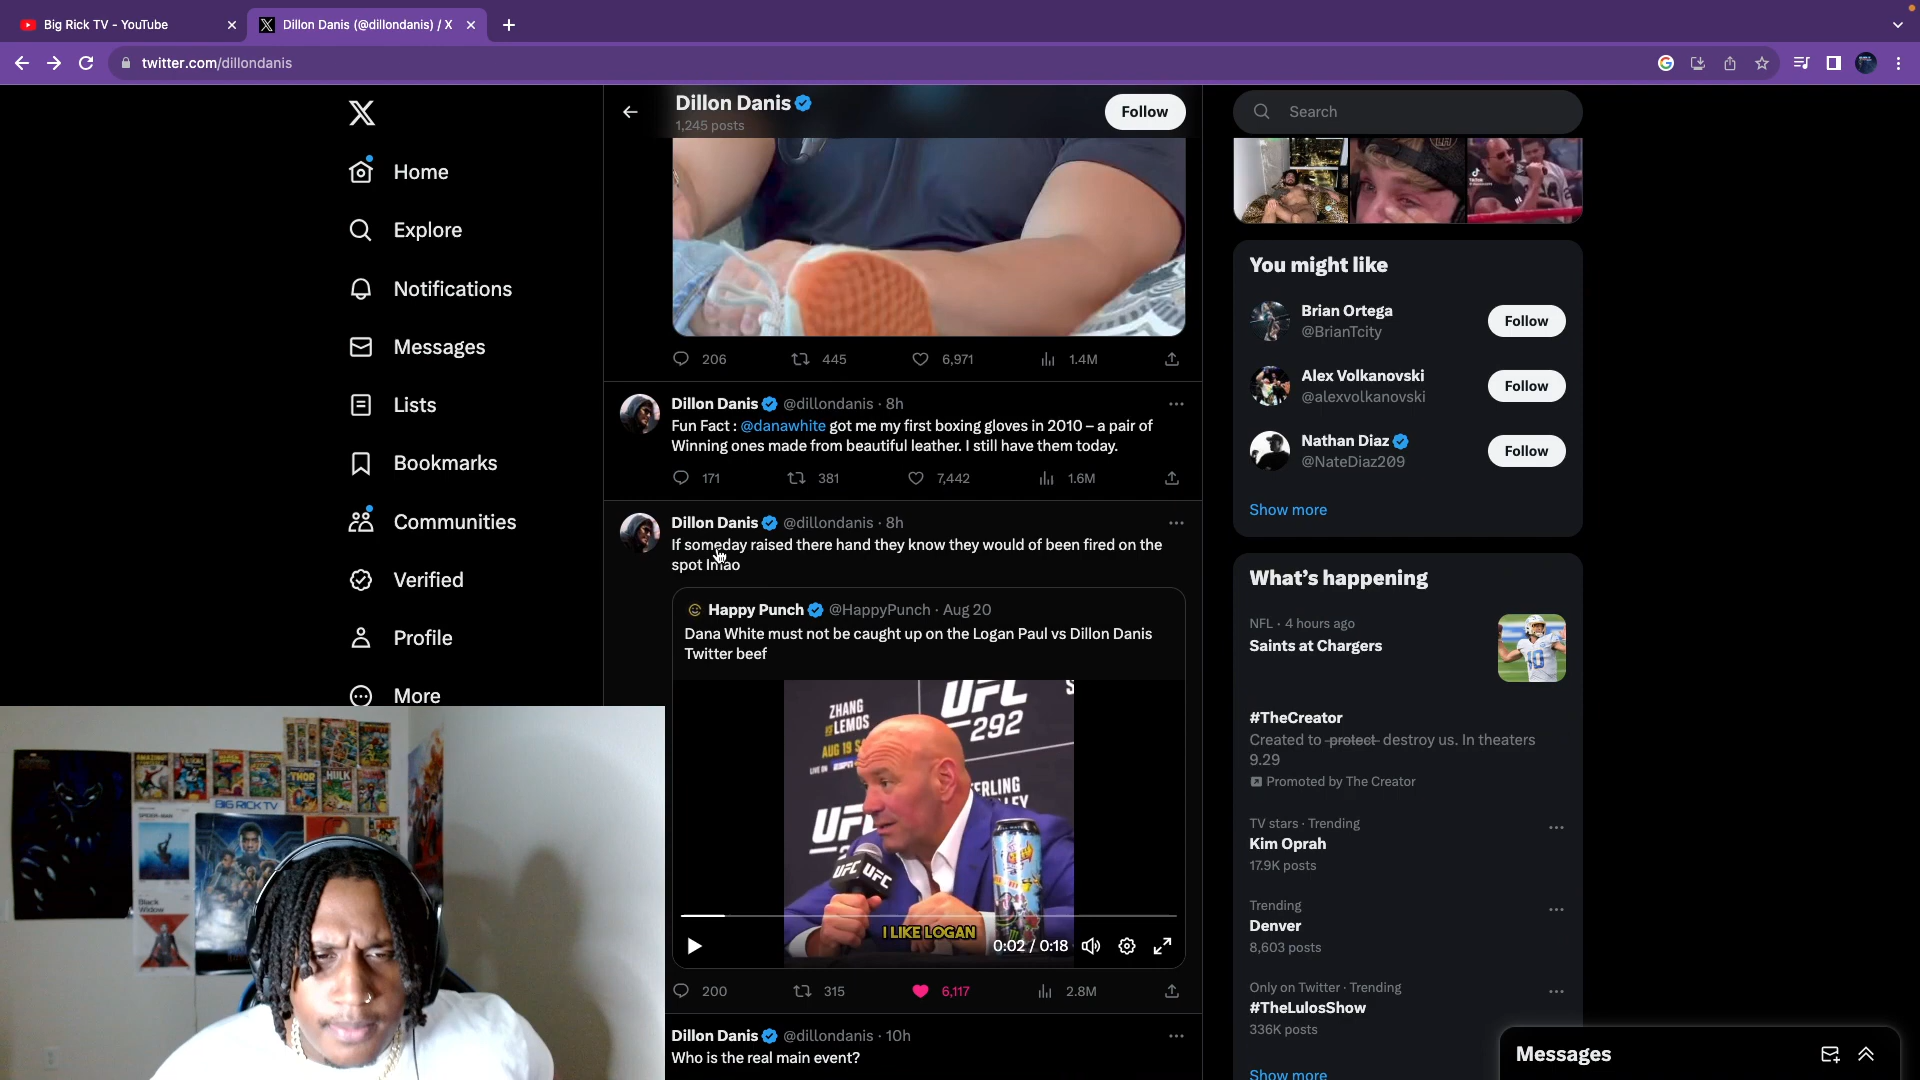 Big Rick TV - YouTube
Dillon Danis (@dillondanis) / X
twitter.com/dillondanis
Home
Explore
Notifications
Messages
Lists
Bookmarks
Communities
Verified
Profile
More
Dillon Danis
1,245 posts
Follow
206 445 6,971 1.4M
Dillon Danis @dillondanis · 8h
Fun Fact : @danawhite got me my first boxing gloves in 2010 – a pair of
Winning ones made from beautiful leather. I still have them today.
171 381 7,442 1.6M
Dillon Danis @dillondanis · 8h
If someday raised there hand they know they would of been fired on the
spot lmao
Happy Punch @HappyPunch · Aug 20
Dana White must not be caught up on the Logan Paul vs Dillon Danis
Twitter beef
UFC
292
ZHANG
LEMOS
AUG 19
UFC
UFC UFC
I LIKE LOGAN
0:02 / 0:18
200 315 6,117 2.8M
Dillon Danis @dillondanis · 10h
Who is the real main event?
Search
You might like
Brian Ortega
@BrianTcity
Follow
Alex Volkanovski
@alexvolkanovski
Follow
Nathan Diaz
@NateDiaz209
Follow
Show more
What's happening
NFL · 4 hours ago
Saints at Chargers
#TheCreator
Created to protect destroy us. In theaters
9.29
Promoted by The Creator
TV stars · Trending
Kim Oprah
17.9K posts
Trending
Denver
8,603 posts
Only on Twitter · Trending
#TheLulosShow
336K posts
Show more
Messages
BIG RICK TV
THOR
HULK
Black
Widow